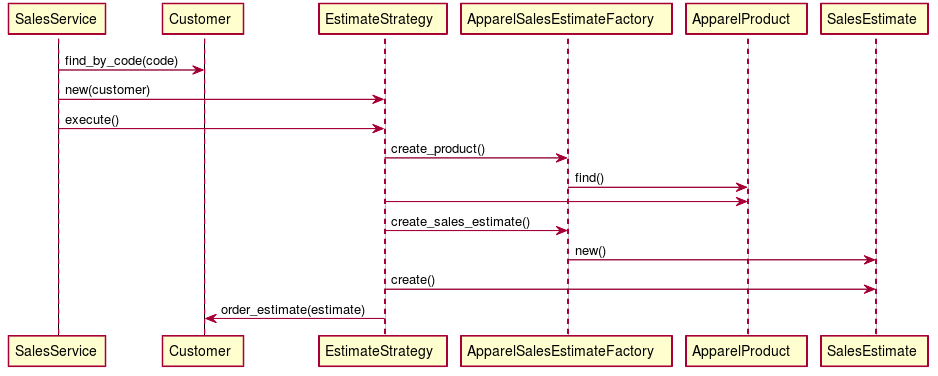 SalesService Customer EstimateStrategy ApparelSalesEstimateFactory ApparelProduct SalesEstimate
find_by_code(code)
new(customer)
execute()
create_product()
find()
create_sales_estimate()
new()
create()
order_estimate(estimate)
SalesService Customer EstimateStrategy ApparelSalesEstimateFactory ApparelProduct SalesEstimate